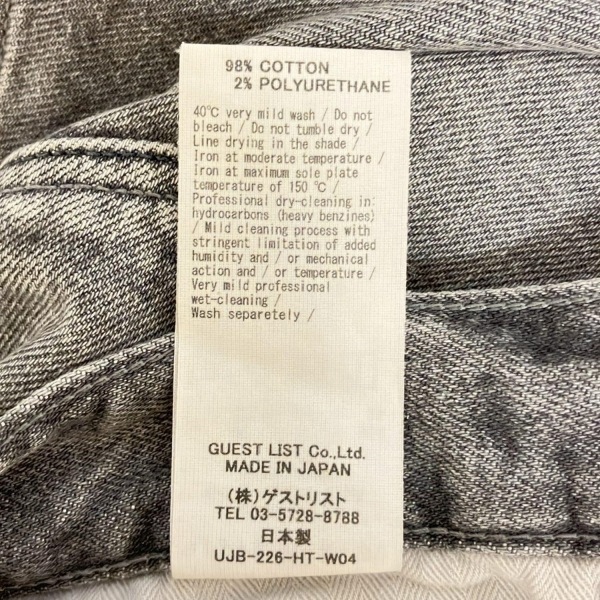 98% COTTON
2% POLYURETHANE
40℃ very mild wash / Do not
bleach / Do not tumble dry /
Line drying in the shade /
Iron at moderate temperature /
Iron at maximum sole plate
temperature of 150 ℃ /
Professional dry-cleaning in:
hydrocarbons (heavy benzines)
/ Mild cleaning process with
stringent limitation of added
humidity and / or mechanical
action and / or temperature /
Very mild professional
wet-cleaning /
Wash separetely /
GUEST LIST Co.,Ltd.
MADE IN JAPAN
(株)ゲストリスト
TEL 03-5728-8788
日本製
UJB-226-HT-W04